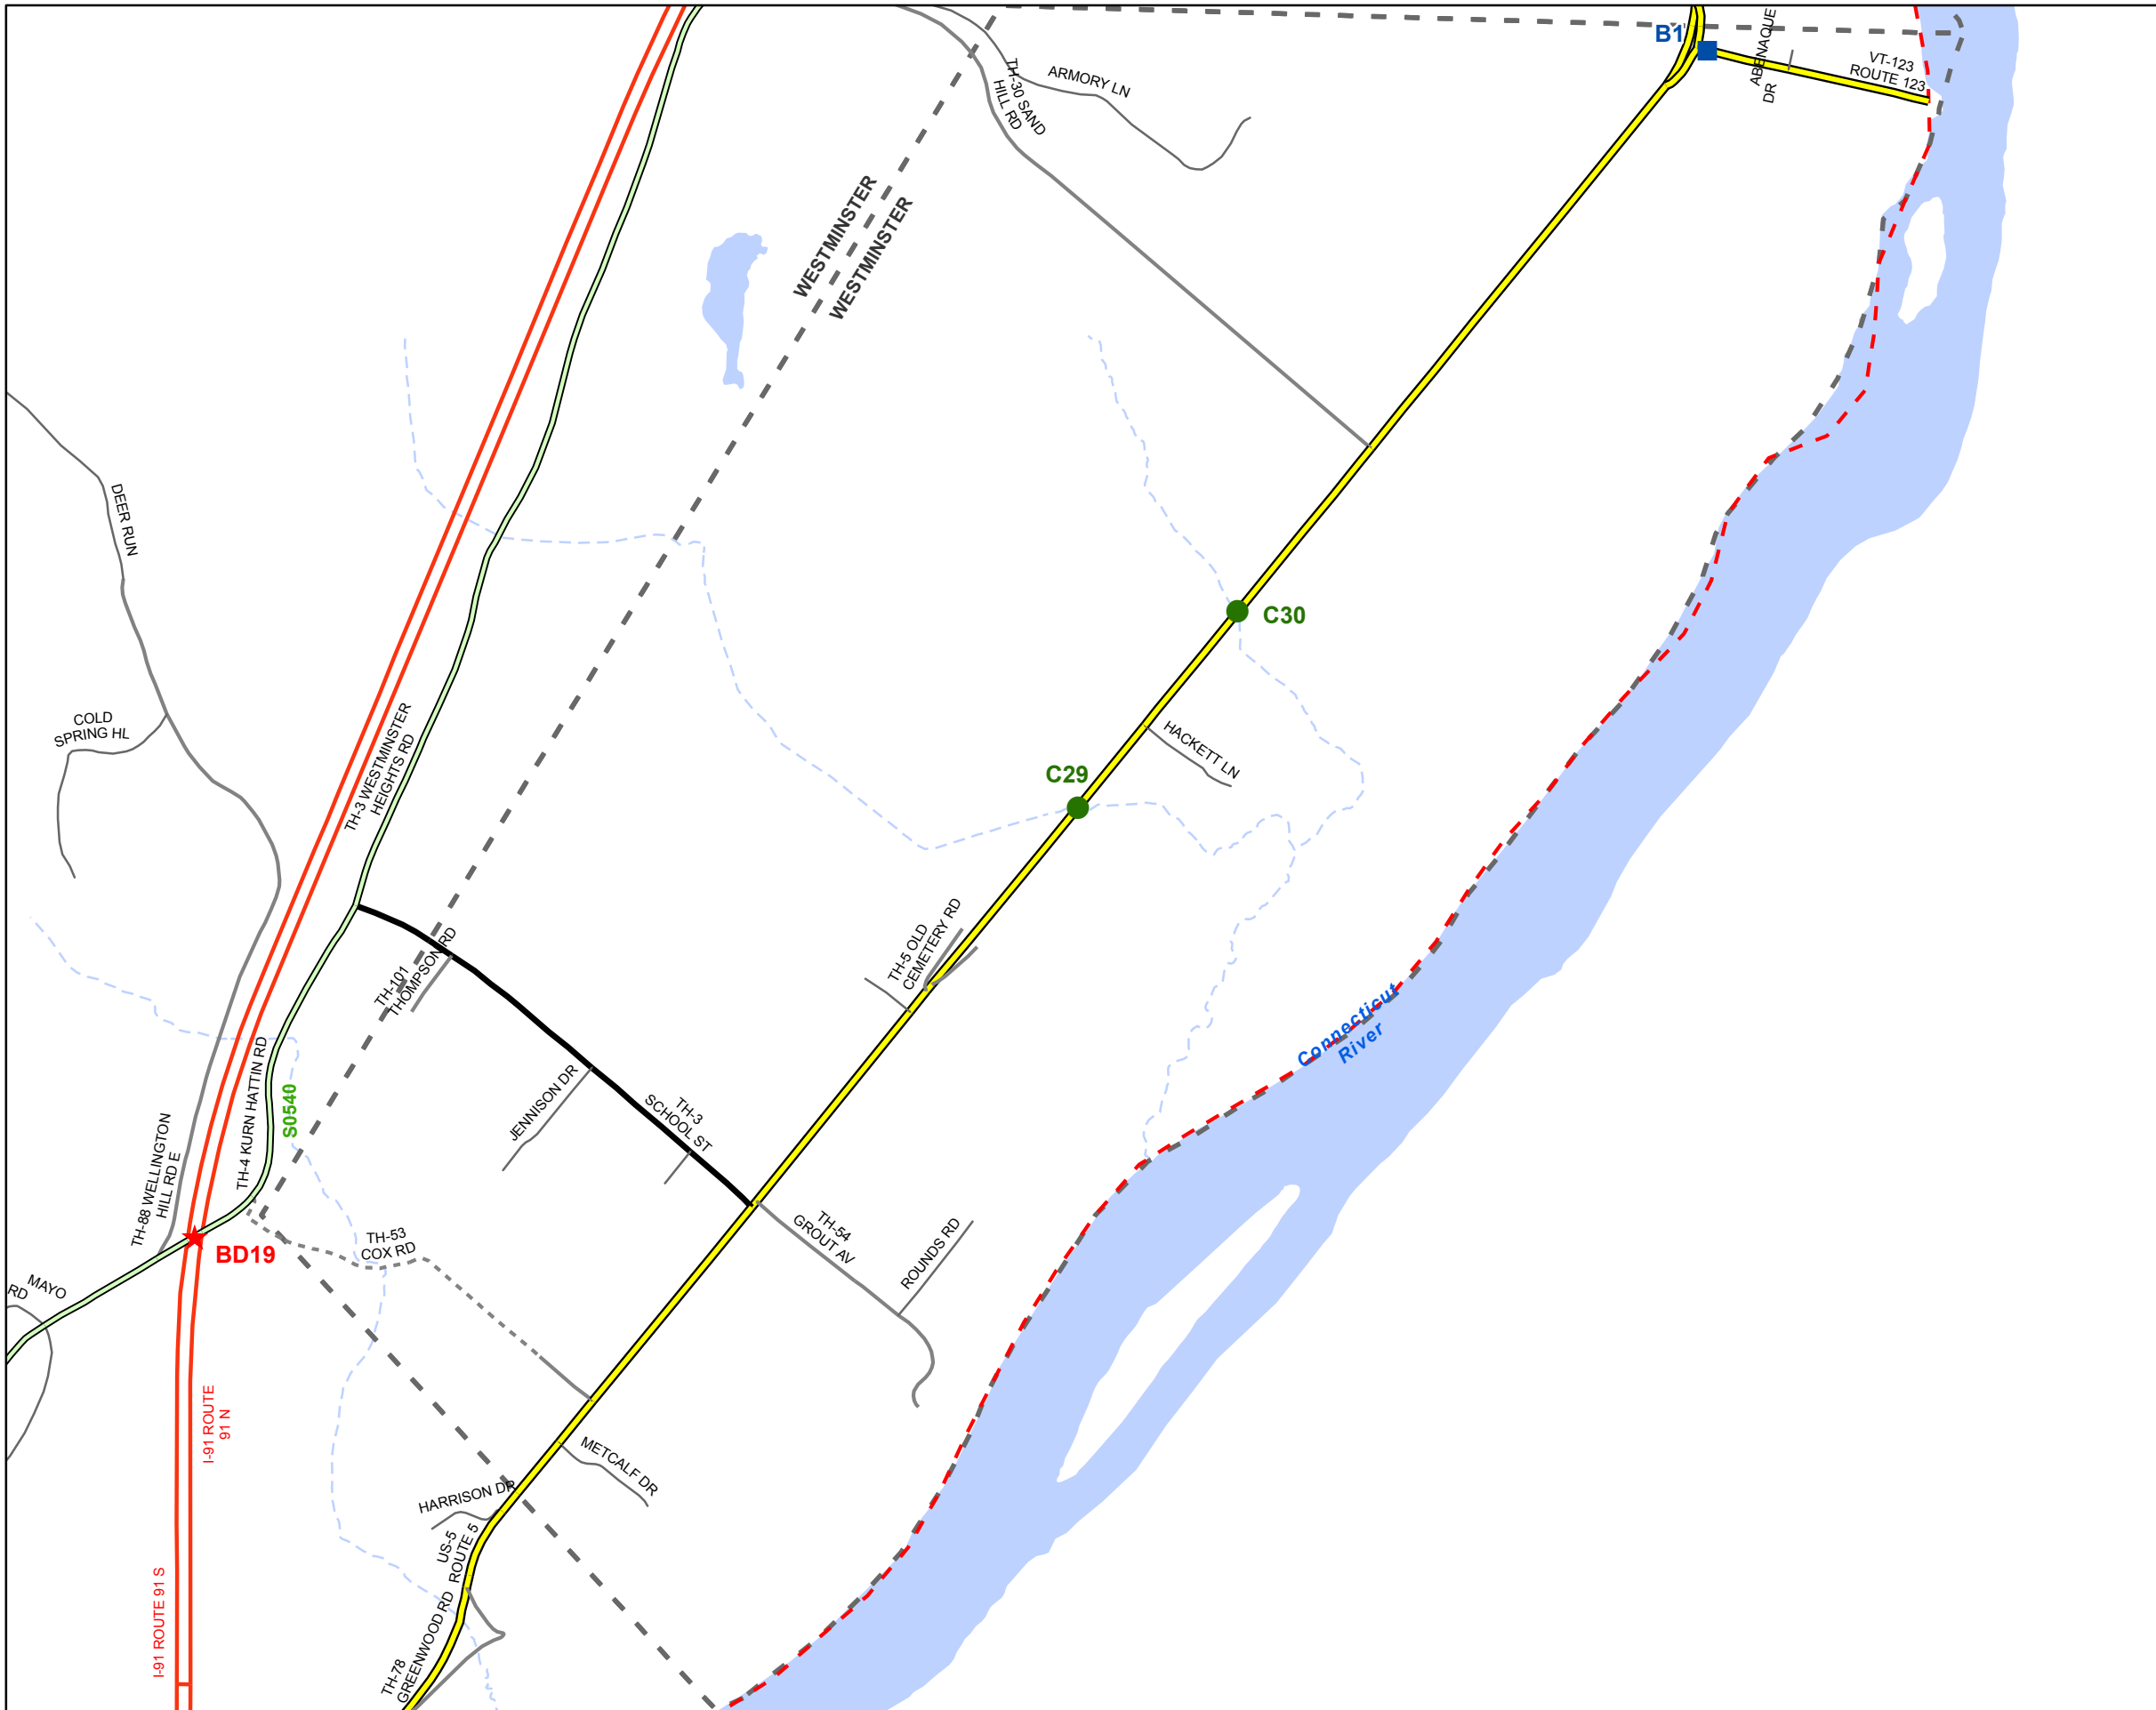 B1
ABENAQUE
DR
VT-123
ROUTE 123
TH-30 SAND
HILL RD
ARMORY LN
WESTMINSTER
WESTMINSTER
DEER RUN
C30
COLD
SPRING HL
TH-3 WESTMINSTER
HEIGHTS RD
HACKETT LN
C29
TH-5 OLD
CEMETERY RD
TH-101
THOMPSON RD
Connecticut
River
TH-4 KURN HATTIN RD
S0540
JENNISON DR
TH-3
SCHOOL ST
TH-88 WELLINGTON
HILL RD E
BD19
TH-53
COX RD
TH-54
GROUT AV
ROUNDS RD
MAYO
RD
I-91 ROUTE
91 N
METCALF DR
HARRISON DR
US-5
ROUTE 5
I-91 ROUTE 91 S
TH-78
GREENWOOD RD